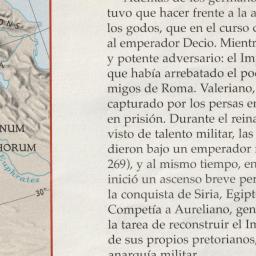 ONS
NUM
HORUM
Euphrates
30°
Además de los germano
tuvo que hacer frente a la a
los godos, que en el curso d
al emperador Decio. Mientr
y potente adversario: el Im
que había arrebatado el pod
migos de Roma. Valeriano,
capturado por los persas en
en prisión. Durante el reina
visto de talento militar, las
dieron bajo un emperador r
269), y al mismo tiempo, en
inició un ascenso breve per
la conquista de Siria, Egipt
Competía a Aureliano, gen
la tarea de reconstruir el Im
de sus propios pretorianos,
anarquía militar